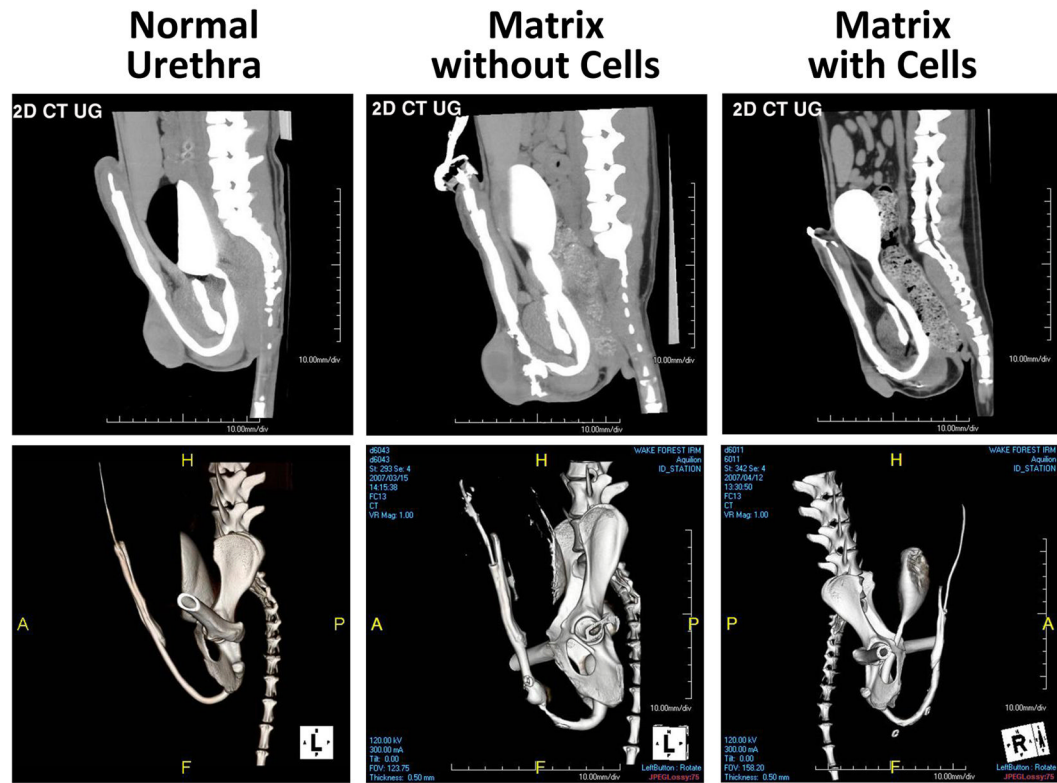 Normal
Urethra
Matrix
without Cells
Matrix
with Cells
2D CT UG
10.00mm/div
10.00mm/div
2D CT UG
10.00mm/div
10.00mm/div
2D CT UG
10.00mm/div
10.00mm/div
H
A
P
L
F
d6043
d6043
St: 293 Se: 4
2007/03/15
14:15:38
FC13
CT
VR Mag: 1.00
H
WAKE FOREST IRM
Aquilion
ID_STATION
A
P
10.00mm/div
L
120.00 kV
300.00 mA
Tilt: 0.00
FOV: 123.75
Thickness: 0.50 mm
F
LeftButton : Rotate
JPEGLossy:75
d6011
6011
St: 342 Se: 4
2007/04/12
13:30:50
FC13
CT
VR Mag: 1.00
H
WAKE FOREST IRM
Aquilion
ID_STATION
P
A
10.00mm/div
R
120.00 kV
300.00 mA
Tilt: 0.00
FOV: 158.20
Thickness: 0.50 mm
F
LeftButton : Rotate
JPEGLossy:75